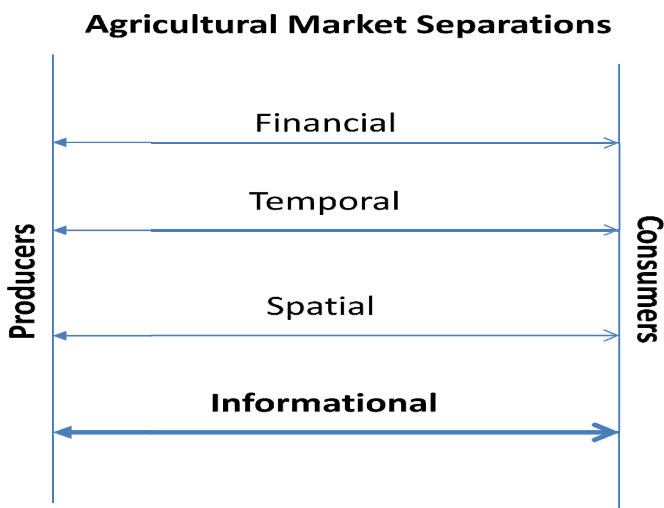 Agricultural Market Separations
Financial
Temporal
Producers
Consumers
Spatial
Informational